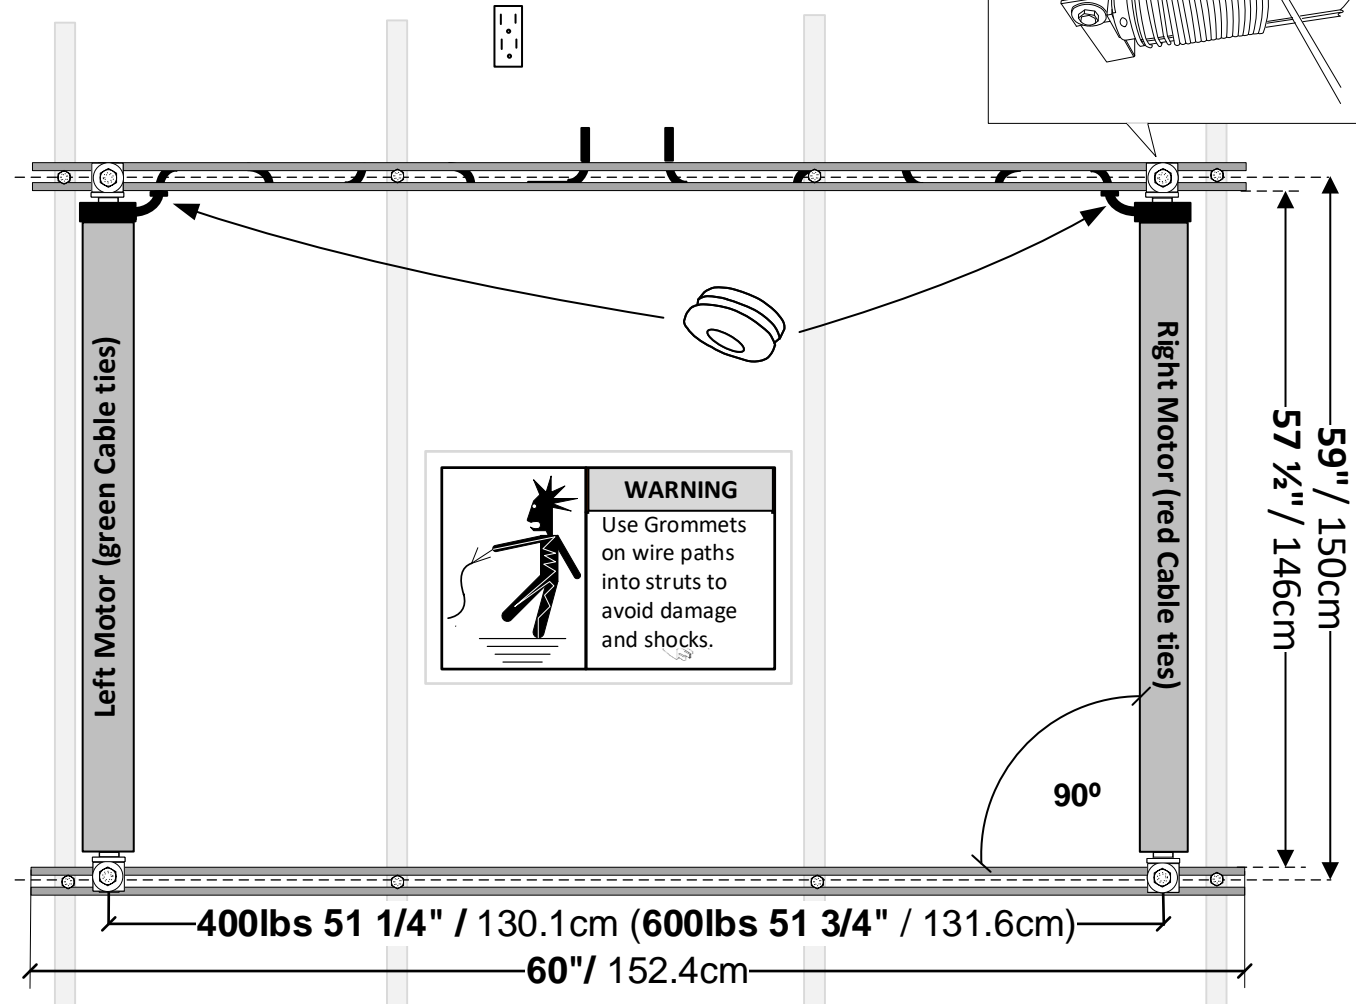 Left Motor (green Cable ties)
Right Motor (red Cable ties)
57 ½" / 146cm
59" / 150cm
WARNING
Use Grommets
on wire paths
into struts to
avoid damage
and shocks.
90º
400lbs 51 1/4" / 130.1cm (600lbs 51 3/4" / 131.6cm)
60"/ 152.4cm